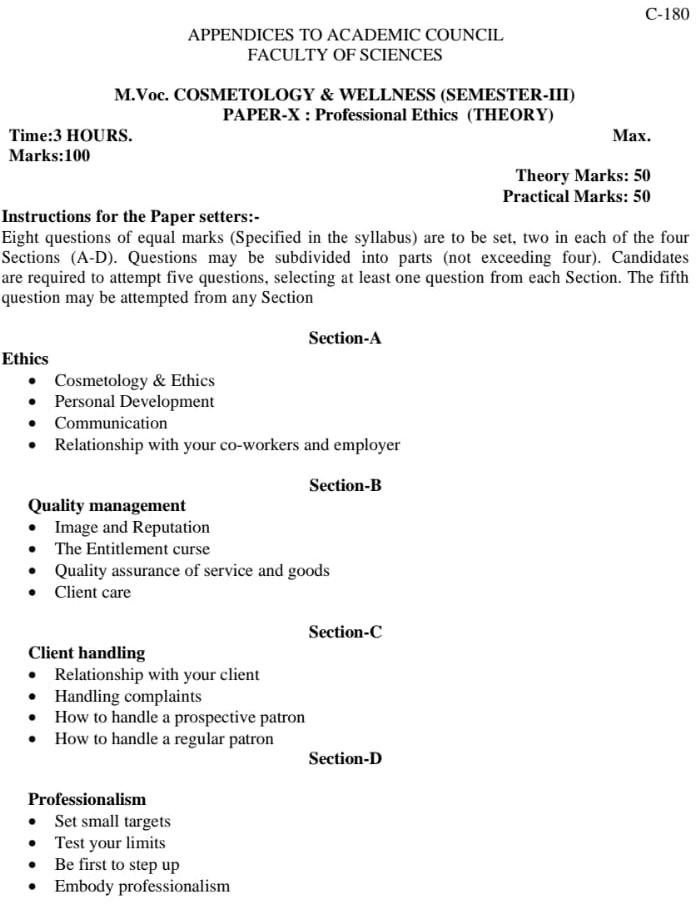 C-180
APPENDICES TO ACADEMIC COUNCIL
FACULTY OF SCIENCES
M.Voc. COSMETOLOGY & WELLNESS (SEMESTER-III)
PAPER-X : Professional Ethics (THEORY)
Time:3 HOURS. Max.
Marks:100
Theory Marks: 50
Practical Marks: 50
Instructions for the Paper setters:-
Eight questions of equal marks (Specified in the syllabus) are to be set, two in each of the four
Sections (A-D). Questions may be subdivided into parts (not exceeding four). Candidates
are required to attempt five questions, selecting at least one question from each Section. The fifth
question may be attempted from any Section
Section-A
Ethics
• Cosmetology & Ethics
• Personal Development
• Communication
• Relationship with your co-workers and employer
Section-B
Quality management
• Image and Reputation
• The Entitlement curse
• Quality assurance of service and goods
• Client care
Section-C
Client handling
• Relationship with your client
• Handling complaints
• How to handle a prospective patron
• How to handle a regular patron
Section-D
Professionalism
• Set small targets
• Test your limits
• Be first to step up
• Embody professionalism